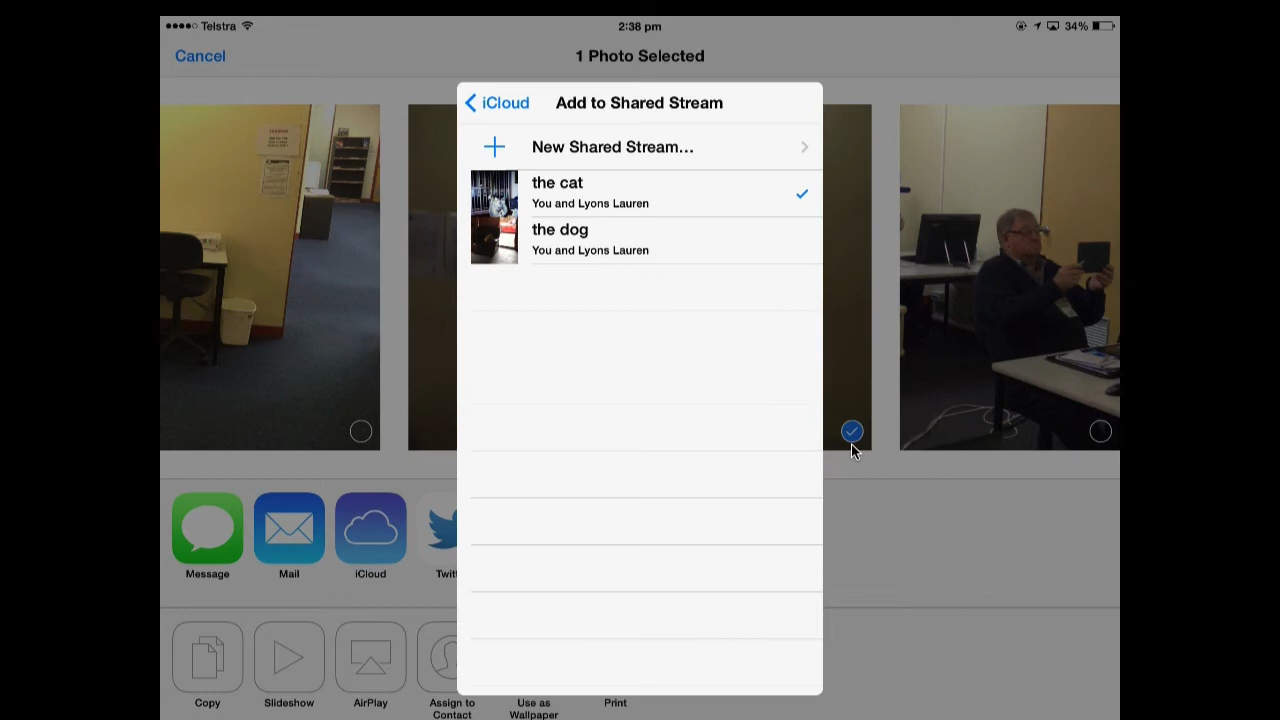 Telstra
2:38 pm
34%
Cancel
1 Photo Selected
iCloud
Add to Shared Stream
New Shared Stream...
the cat
You and Lyons Lauren
the dog
You and Lyons Lauren
Message
Mail
iCloud
Copy
Slideshow
AirPlay
Assign to
Contact
Use as
Wallpaper
Print